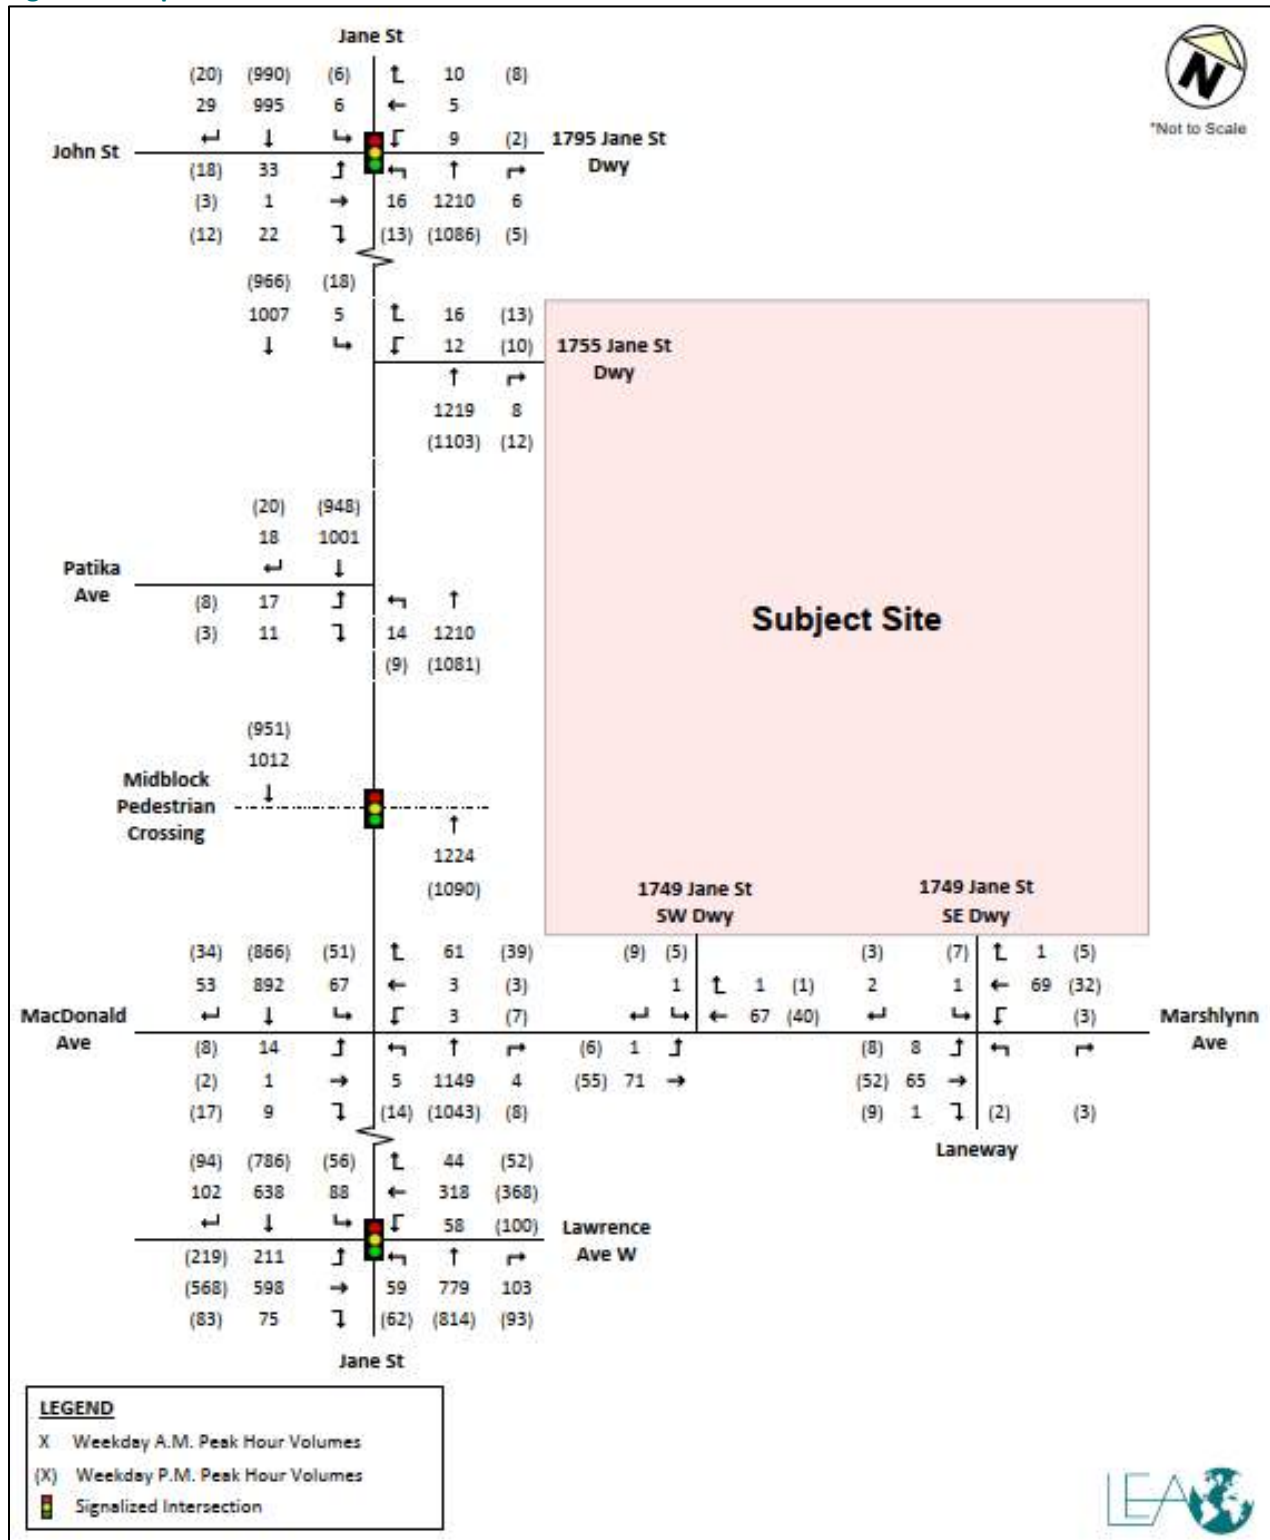 Jane St
(20) (990) (6) 10 (8)
29 995 6 5
9 (2)
John St
1795 Jane St
Dwy
(18) 33
(3) 1 16 1210 6
(12) 22 (13) (1086) (5)
N
*Not to Scale
(966) (18)
1007 5 16 (13)
12 (10)
1755 Jane St
Dwy
1219 8
(1103) (12)
(20) (948)
18 1001
Patika
Ave
(8) 17
(3) 11 14 1210
(9) (1081)
Subject Site
(951)
1012
Midblock
Pedestrian
Crossing
1224
(1090)
1749 Jane St
SW Dwy
1749 Jane St
SE Dwy
(34) (866) (51) 61 (39) (9) (5) (3) (7) 1 (5)
53 892 67 3 (3) 1 1 (1) 2 1 69 (32)
3 (7) 67 (40) (3)
MacDonald
Ave
Marshlynn
Ave
(8) 14 (6) 1 (8) 8
(2) 1 5 1149 4 (55) 71 (52) 65
(17) 9 (14) (1043) (8) (9) 1 (2) (3)
Laneway
(94) (786) (56) 44 (52)
102 638 88 318 (368)
58 (100)
Lawrence
Ave W
(219) 211
(568) 598 59 779 103
(83) 75 (62) (814) (93)
Jane St
LEGEND
X Weekday A.M. Peak Hour Volumes
(X) Weekday P.M. Peak Hour Volumes
Signalized Intersection
LEA